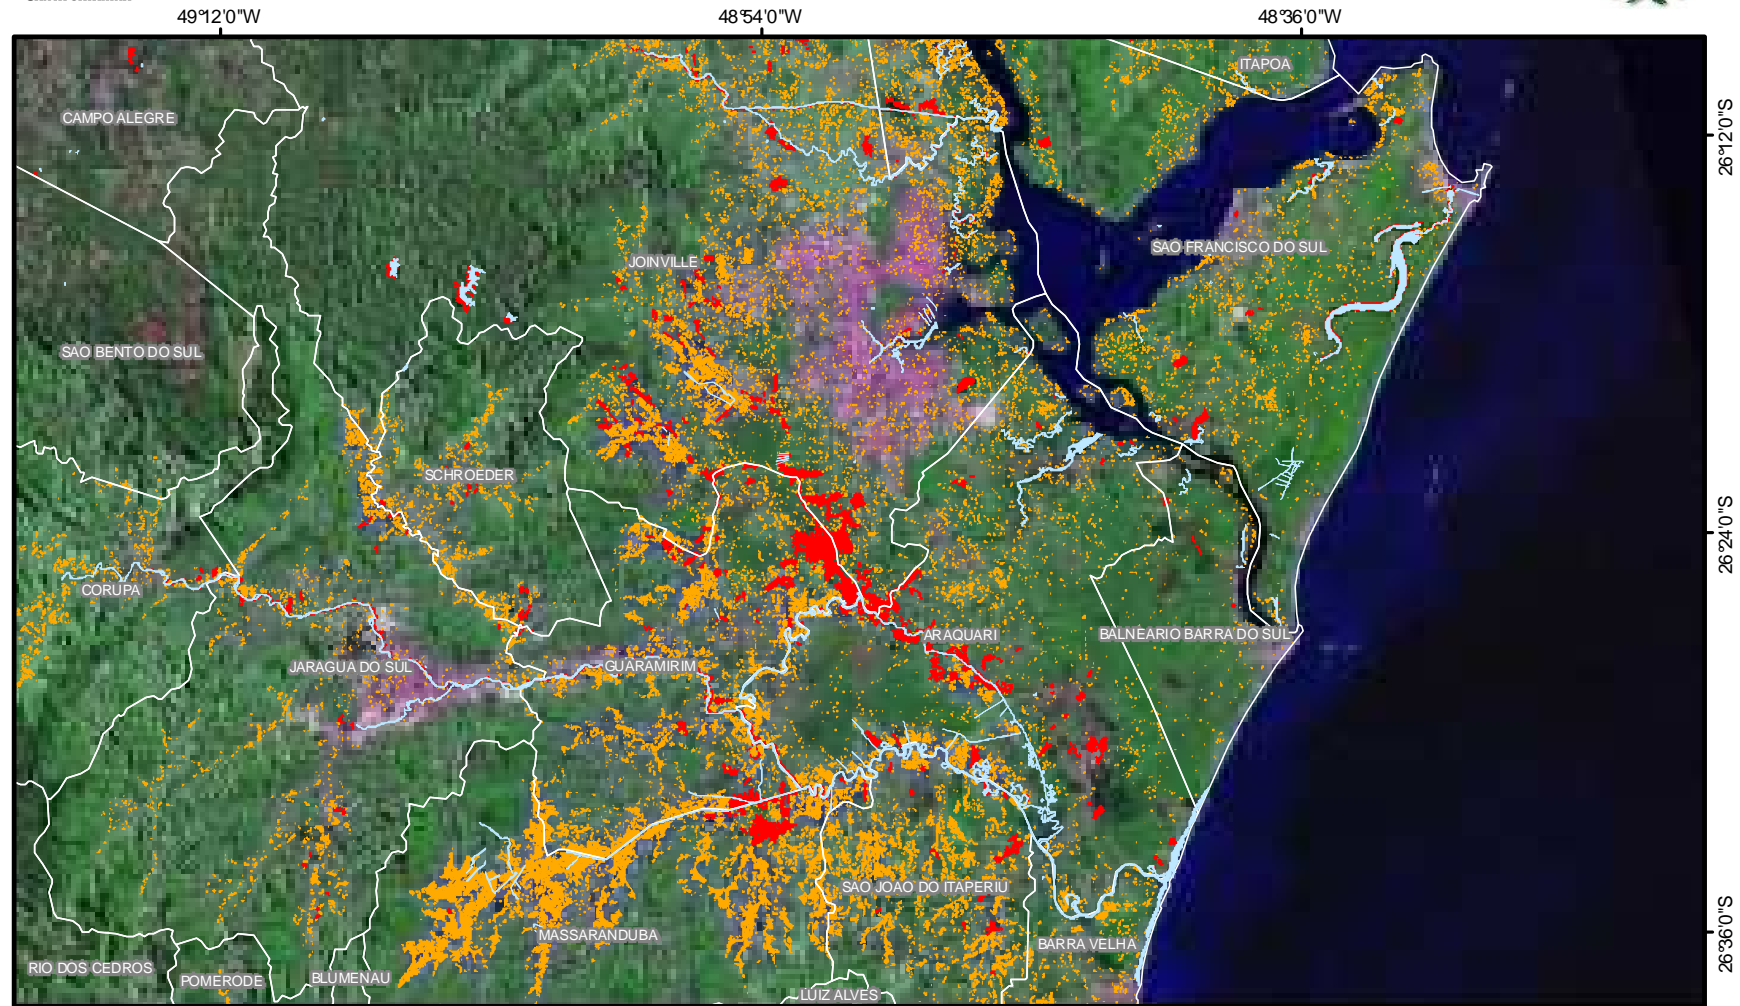 49°12'0"W
48°54'0"W
48°36'0"W
ITAPOA
CAMPO ALEGRE
26°12'0"S
SAO FRANCISCO DO SUL
JOINVILLE
SAO BENTO DO SUL
SCHROEDER
26°24'0"S
CORUPA
ARAQUARI
BALNEARIO BARRA DO SUL
JARAGUA DO SUL
GUARAMIRIM
SAO JOAO DO ITAPERIU
MASSARANDUBA
BARRA VELHA
26°36'0"S
RIO DOS CEDROS
POMERODE
BLUMENAU
LUIZ ALVES